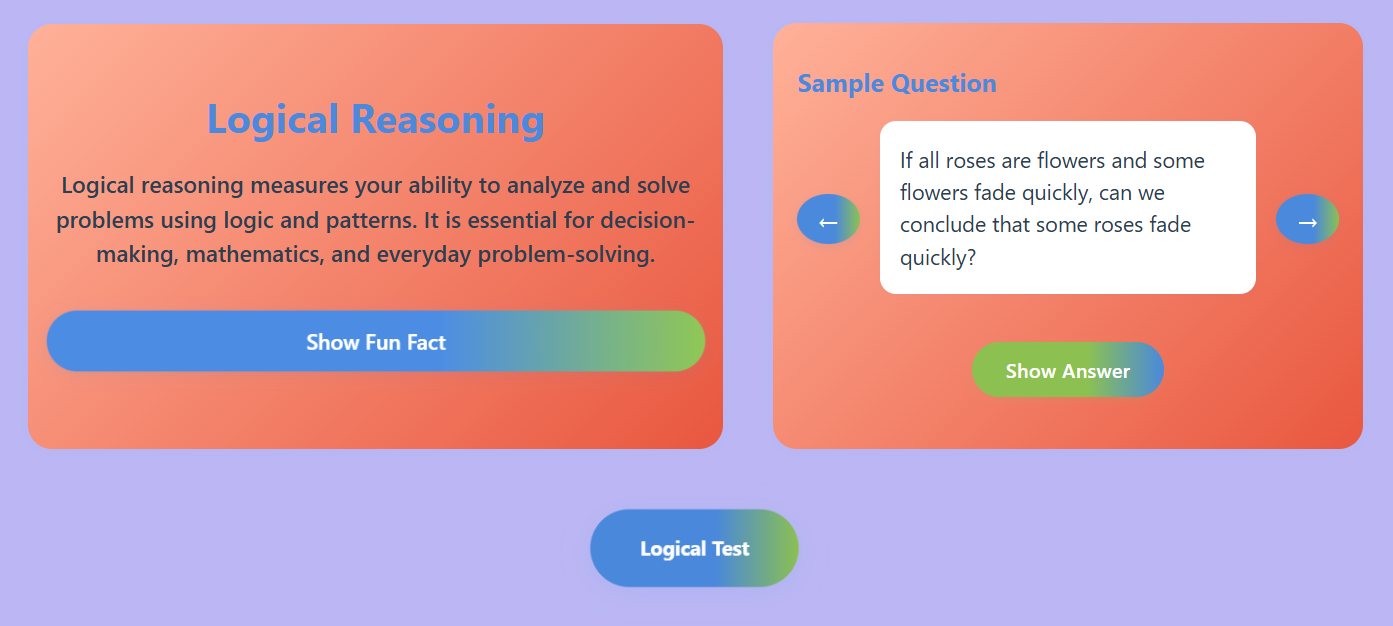 Logical Reasoning
Logical reasoning measures your ability to analyze and solve
problems using logic and patterns. It is essential for decision-
making, mathematics, and everyday problem-solving.
Show Fun Fact
Sample Question
If all roses are flowers and some
flowers fade quickly, can we
conclude that some roses fade
quickly?
←
→
Show Answer
Logical Test